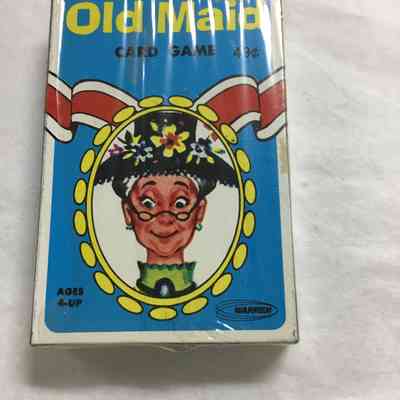 Old Maid
CARD GAME 49¢
AGES
4-UP
WARREN